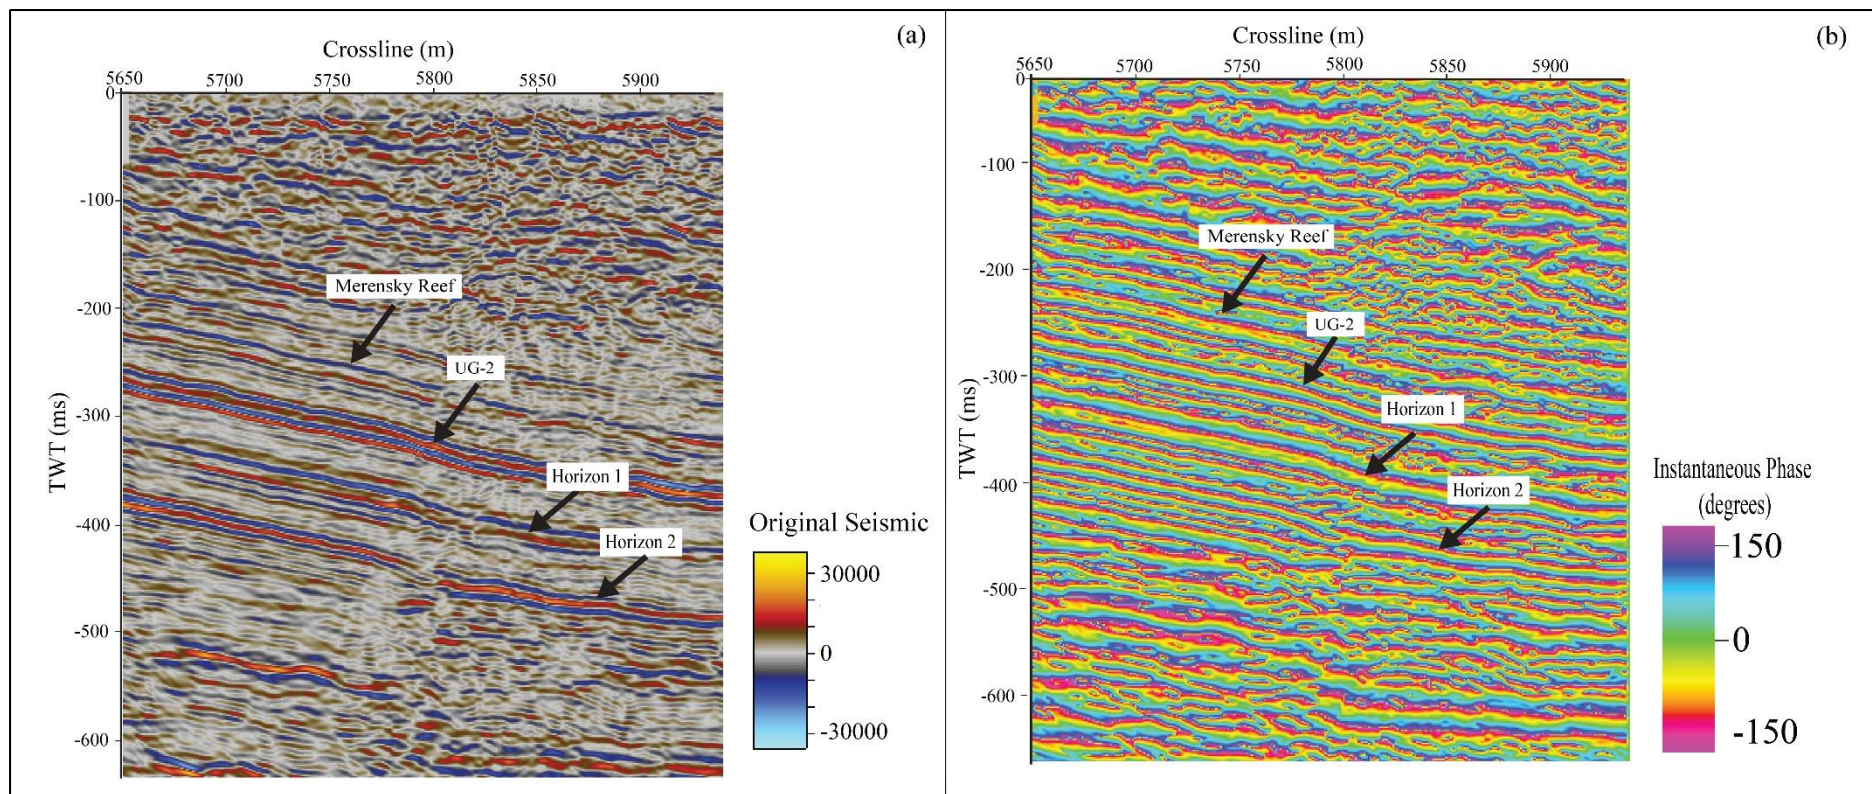 (a)
Crossline (m)
5650 5700 5750 5800 5850 5900
0
-100
-200
-300
-400
-500
-600
TWT (ms)
Merensky Reef
UG-2
Horizon 1
Horizon 2
Original Seismic
30000
0
-30000
(b)
Crossline (m)
5650 5700 5750 5800 5850 5900
0
-100
-200
-300
-400
-500
-600
TWT (ms)
Merensky Reef
UG-2
Horizon 1
Horizon 2
Instantaneous Phase
(degrees)
150
0
-150